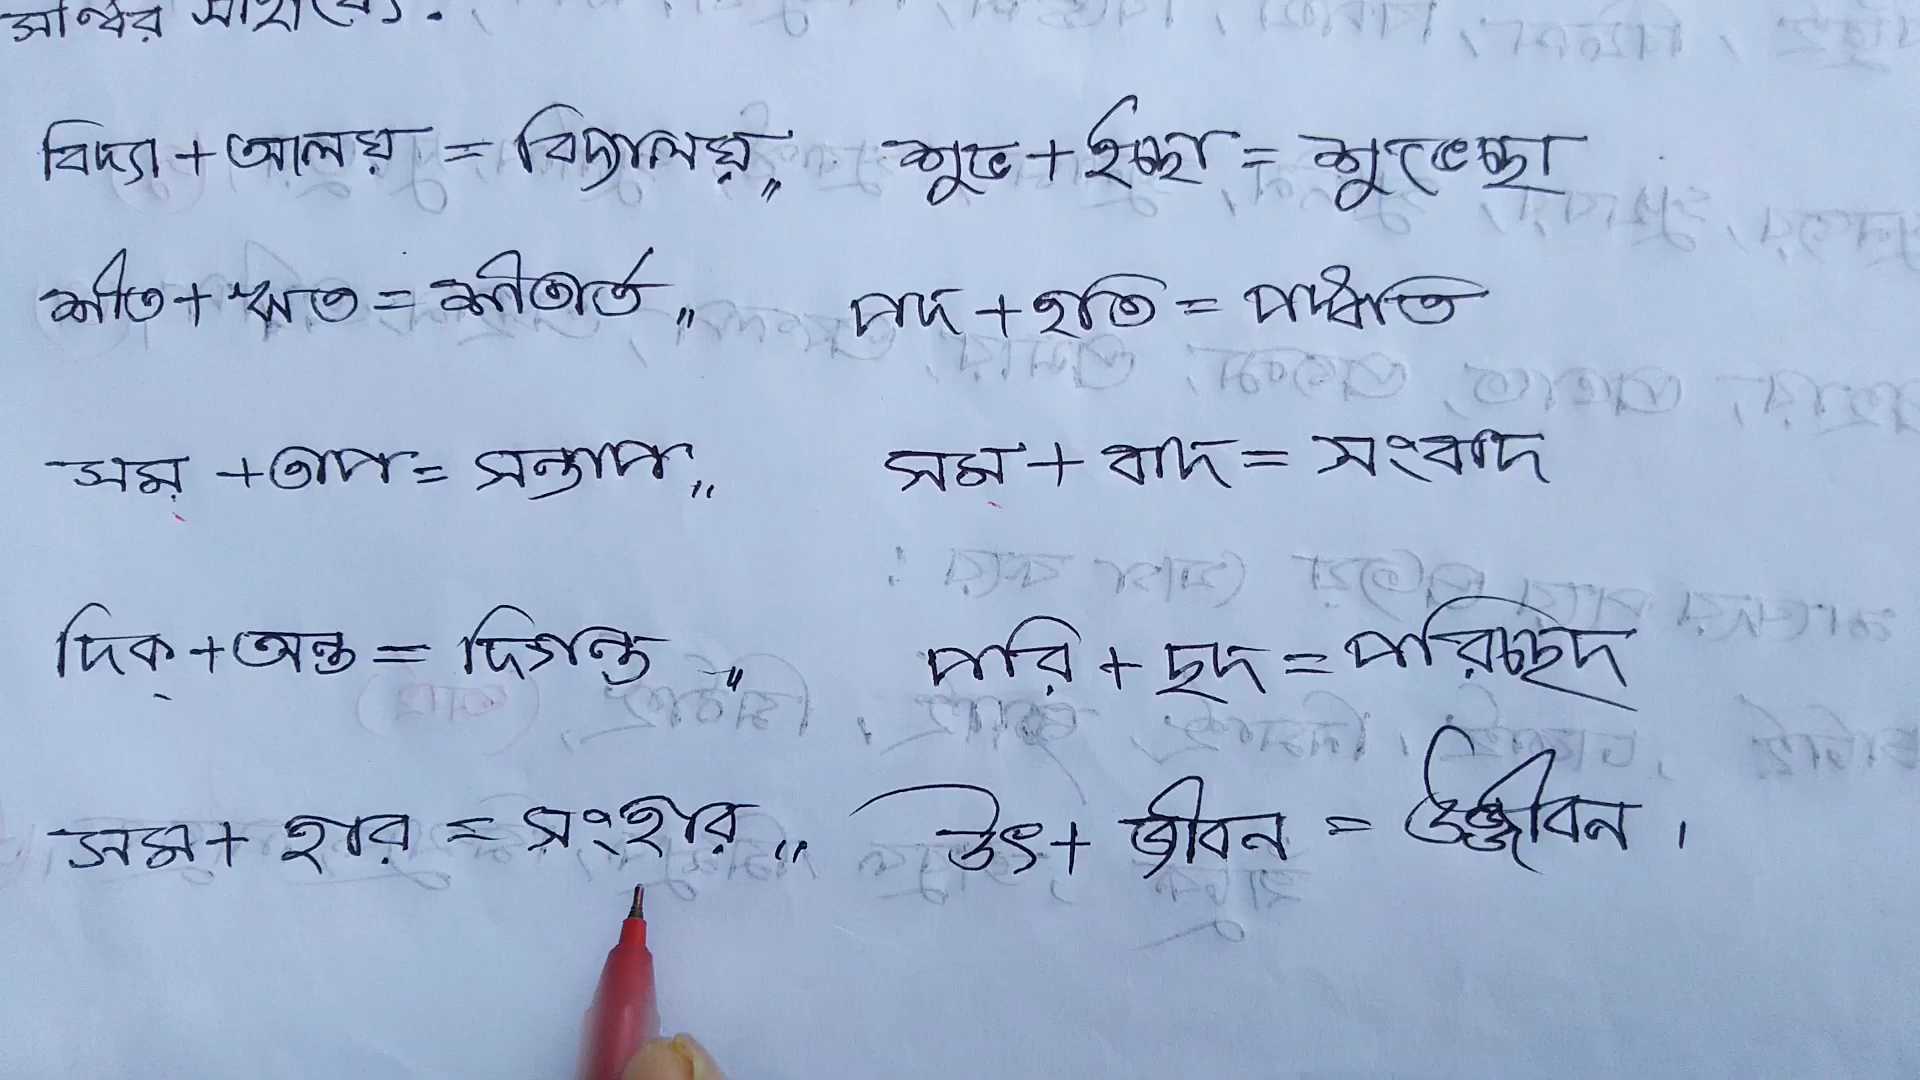 সন্ধির সাহায্যে :
বিদ্যা + আলয় = বিদ্যালয় ,, শুভ + ইচ্ছা = শুভেচ্ছা
শীত + ঋত = শীতার্ত ,, পদ + হতি = পদ্ধতি
সম্ + তাপ = সন্তাপ ,, সম্ + বাদ = সংবাদ
দিক্ + অন্ত = দিগন্ত ,, পরি + ছদ = পরিচ্ছদ
সম + হার = সংহার ,, উৎ + জীবন = উজ্জীবন ।